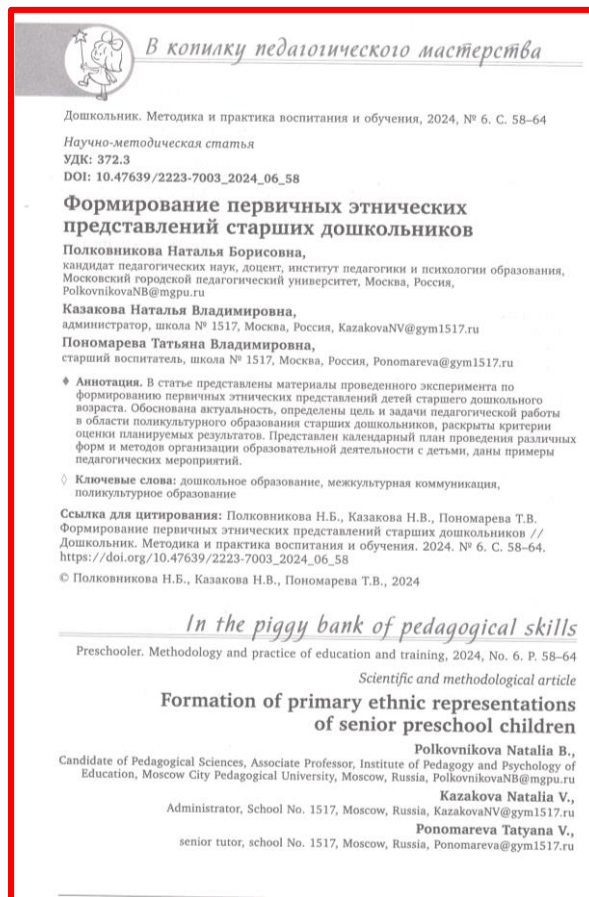 В копилку педагогического мастерства
Дошкольник. Методика и практика воспитания и обучения, 2024, № 6. С. 58–64
Научно-методическая статья
УДК: 372.3
DOI: 10.47639/2223-7003_2024_06_58
Формирование первичных этнических
представлений старших дошкольников
Полковникова Наталья Борисовна,
кандидат педагогических наук, доцент, институт педагогики и психологии образования,
Московский городской педагогический университет, Москва, Россия,
PolkovnikovaNB@mgpu.ru
Казакова Наталья Владимировна,
администратор, школа № 1517, Москва, Россия, KazakovaNV@gym1517.ru
Пономарева Татьяна Владимировна,
старший воспитатель, школа № 1517, Москва, Россия, Ponomareva@gym1517.ru
♦ Аннотация. В статье представлены материалы проведенного эксперимента по
формированию первичных этнических представлений детей старшего дошкольного
возраста. Обоснована актуальность, определены цель и задачи педагогической работы
в области поликультурного образования старших дошкольников, раскрыты критерии
оценки планируемых результатов. Представлен календарный план проведения различных
форм и методов организации образовательной деятельности с детьми, даны примеры
педагогических мероприятий.
◊ Ключевые слова: дошкольное образование, межкультурная коммуникация,
поликультурное образование
Ссылка для цитирования: Полковникова Н.Б., Казакова Н.В., Пономарева Т.В.
Формирование первичных этнических представлений старших дошкольников //
Дошкольник. Методика и практика воспитания и обучения. 2024. № 6. С. 58–64.
https://doi.org/10.47639/2223-7003_2024_06_58
© Полковникова Н.Б., Казакова Н.В., Пономарева Т.В., 2024
In the piggy bank of pedagogical skills
Preschooler. Methodology and practice of education and training, 2024, No. 6. P. 58–64
Scientific and methodological article
Formation of primary ethnic representations
of senior preschool children
Polkovnikova Natalia B.,
Candidate of Pedagogical Sciences, Associate Professor, Institute of Pedagogy and Psychology of
Education, Moscow City Pedagogical University, Moscow, Russia, PolkovnikovaNB@mgpu.ru
Kazakova Natalia V.,
Administrator, School No. 1517, Moscow, Russia, KazakovaNV@gym1517.ru
Ponomareva Tatyana V.,
senior tutor, school No. 1517, Moscow, Russia, Ponomareva@gym1517.ru